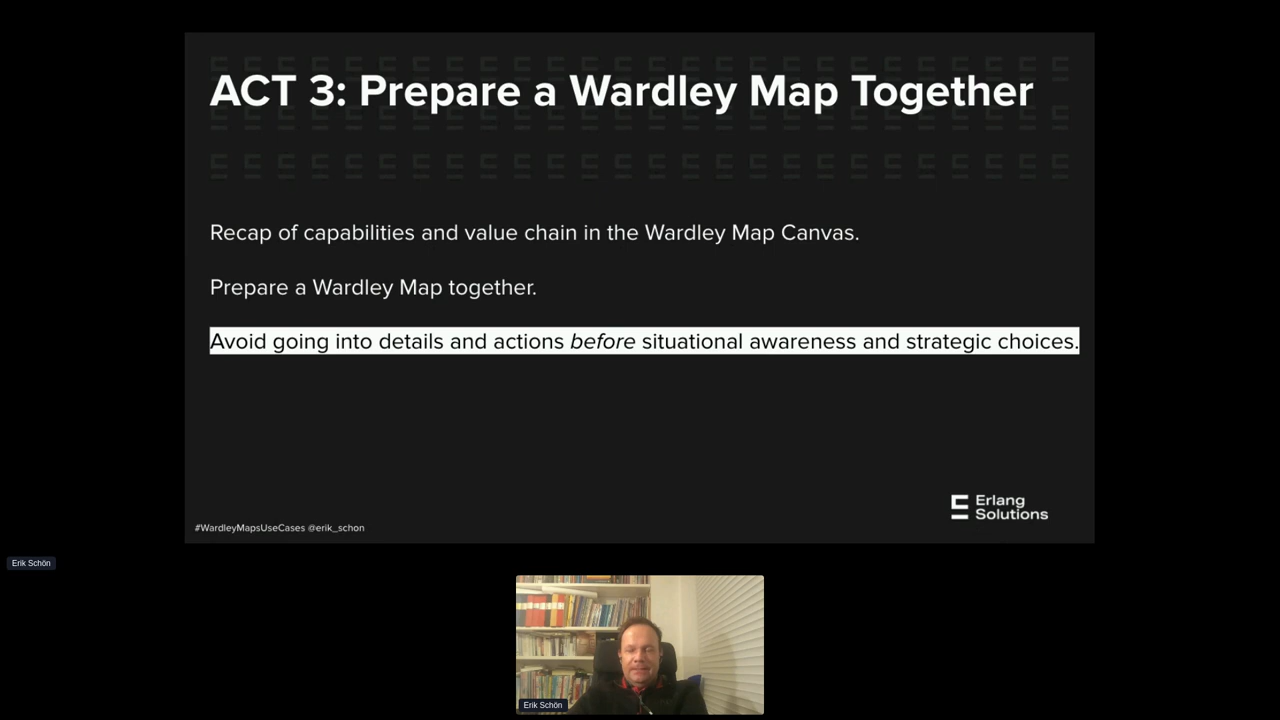 ACT 3: Prepare a Wardley Map Together
Recap of capabilities and value chain in the Wardley Map Canvas.
Prepare a Wardley Map together.
Avoid going into details and actions before situational awareness and strategic choices.
Erlang
Solutions
#WardleyMapsUseCases @erik_schon
Erik Schön
Erik Schön